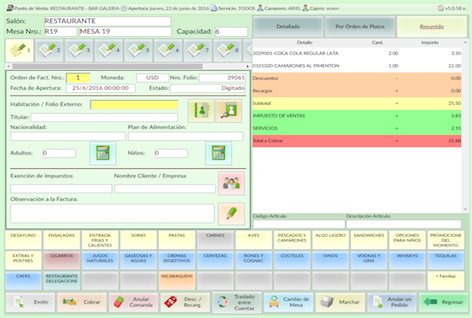 Punto de Venta: RESTAURANTE - BAR GALERIA Apertura: jueves, 23 de junio de 2016 Servicio: TODOS Camarero: ARIEL Cajero: seven v5.0.58.6
Salón: RESTAURANTE
Mesa Nro.: R19 MESA 19 Capacidad: 6
1 2 3 4 5 6 7
Orden de Fact. Nro.: 1 Moneda: USD Nro. Folio: 39061
Fecha de Apertura: 25/6/2016 00:00:00 Estado: Digitado
Habitación / Folio Externo:
Titular:
Nacionalidad: Plan de Alimentación:
Adultos: 0 Niños: 0
Exención de Impuestos: Nombre Cliente / Empresa:
Observación a la Factura:
Detallado Por Orden de Platos Resumido
Detalle Cant. Importe
2029001-COCA COLA REGULAR LATA 2.00 3.50
0101020-CAMARONES AL PIMENTON 1.00 22.00
Descuentos - 0.00
Recargos + 0.00
Subtotal = 25.50
IMPUESTO DE VENTAS + 3.83
SERVICIOS + 2.55
Total a Cobrar = 31.88
Código Artículo Descripción Artículo
DESAYUNO ENSALADAS ENTRADA FRIAS Y CALIENTES SOPAS PASTAS CARNES AVES PESCADOS Y CAMARONES ALGO LIGERO SANDWICHES OPCIONES PARA NIÑOS PROMOCIONE DEL MOMENTO
EXTRAS Y POSTRES CIGARROS JUGOS NATURALES GASEOSAS Y AGUAS CREMAS DIGESTIVOS CERVEZAS RONES Y COGNAC COCTELES VINOS VODKAS Y GINS WHISKYS TEQUILAS
CAFES RESTAURANTE DELEGACIONE NICARAGUENI + Familias
Emitir Cobrar Anular Comanda Desc. / Recarg. Traslado entre Cuentas Cambio de Mesa Marchar Anular un Pedido Regresar